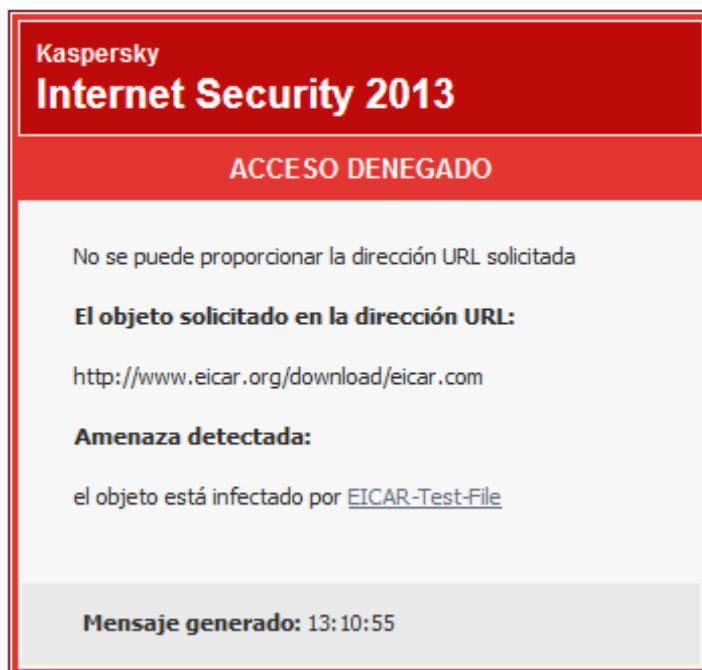 Kaspersky
Internet Security 2013
ACCESO DENEGADO
No se puede proporcionar la dirección URL solicitada
El objeto solicitado en la dirección URL:
http://www.eicar.org/download/eicar.com
Amenaza detectada:
el objeto está infectado por EICAR-Test-File
Mensaje generado: 13:10:55